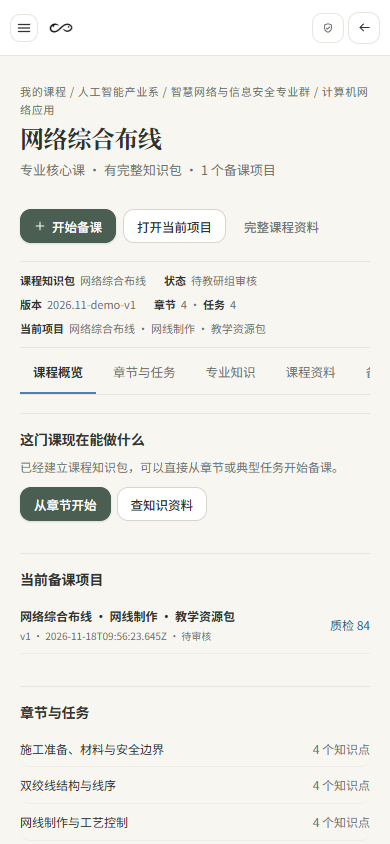 我的课程 / 人工智能产业系 / 智慧网络与信息安全专业群 / 计算机网
络应用
网络综合布线
专业核心课 · 有完整知识包 · 1 个备课项目
+ 开始备课 打开当前项目 完整课程资料
课程知识包 网络综合布线 状态 待教研组审核
版本 2026.11-demo-v1 章节 4 · 任务 4
当前项目 网络综合布线 · 网线制作 · 教学资源包
课程概览 章节与任务 专业知识 课程资料
这门课现在能做什么
已经建立课程知识包，可以直接从章节或典型任务开始备课。
从章节开始 查知识资料
当前备课项目
网络综合布线 · 网线制作 · 教学资源包
质检 84
v1 · 2026-11-18T09:56:23.645Z · 待审核
章节与任务
施工准备、材料与安全边界 4 个知识点
双绞线结构与线序 4 个知识点
网线制作与工艺控制 4 个知识点